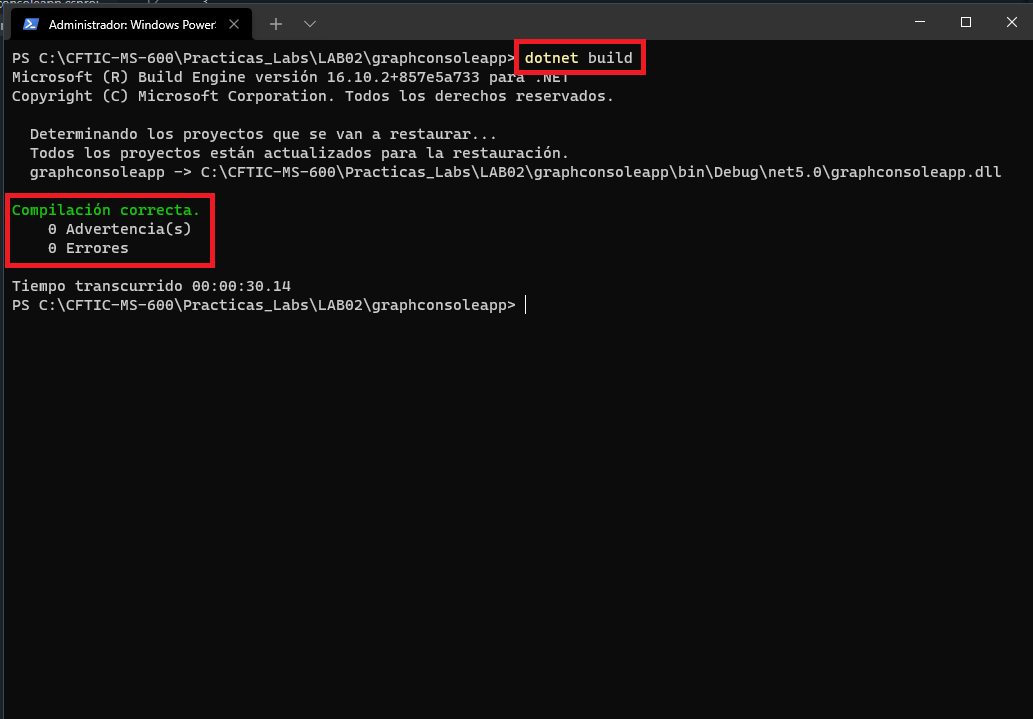 Administrador: Windows Power
PS C:\CFTIC-MS-600\Practicas_Labs\LAB02\graphconsoleapp> dotnet build
Microsoft (R) Build Engine versión 16.10.2+857e5a733 para .NET
Copyright (C) Microsoft Corporation. Todos los derechos reservados.
Determinando los proyectos que se van a restaurar...
Todos los proyectos están actualizados para la restauración.
graphconsoleapp -> C:\CFTIC-MS-600\Practicas_Labs\LAB02\graphconsoleapp\bin\Debug\net5.0\graphconsoleapp.dll
Compilación correcta.
0 Advertencia(s)
0 Errores
Tiempo transcurrido 00:00:30.14
PS C:\CFTIC-MS-600\Practicas_Labs\LAB02\graphconsoleapp>